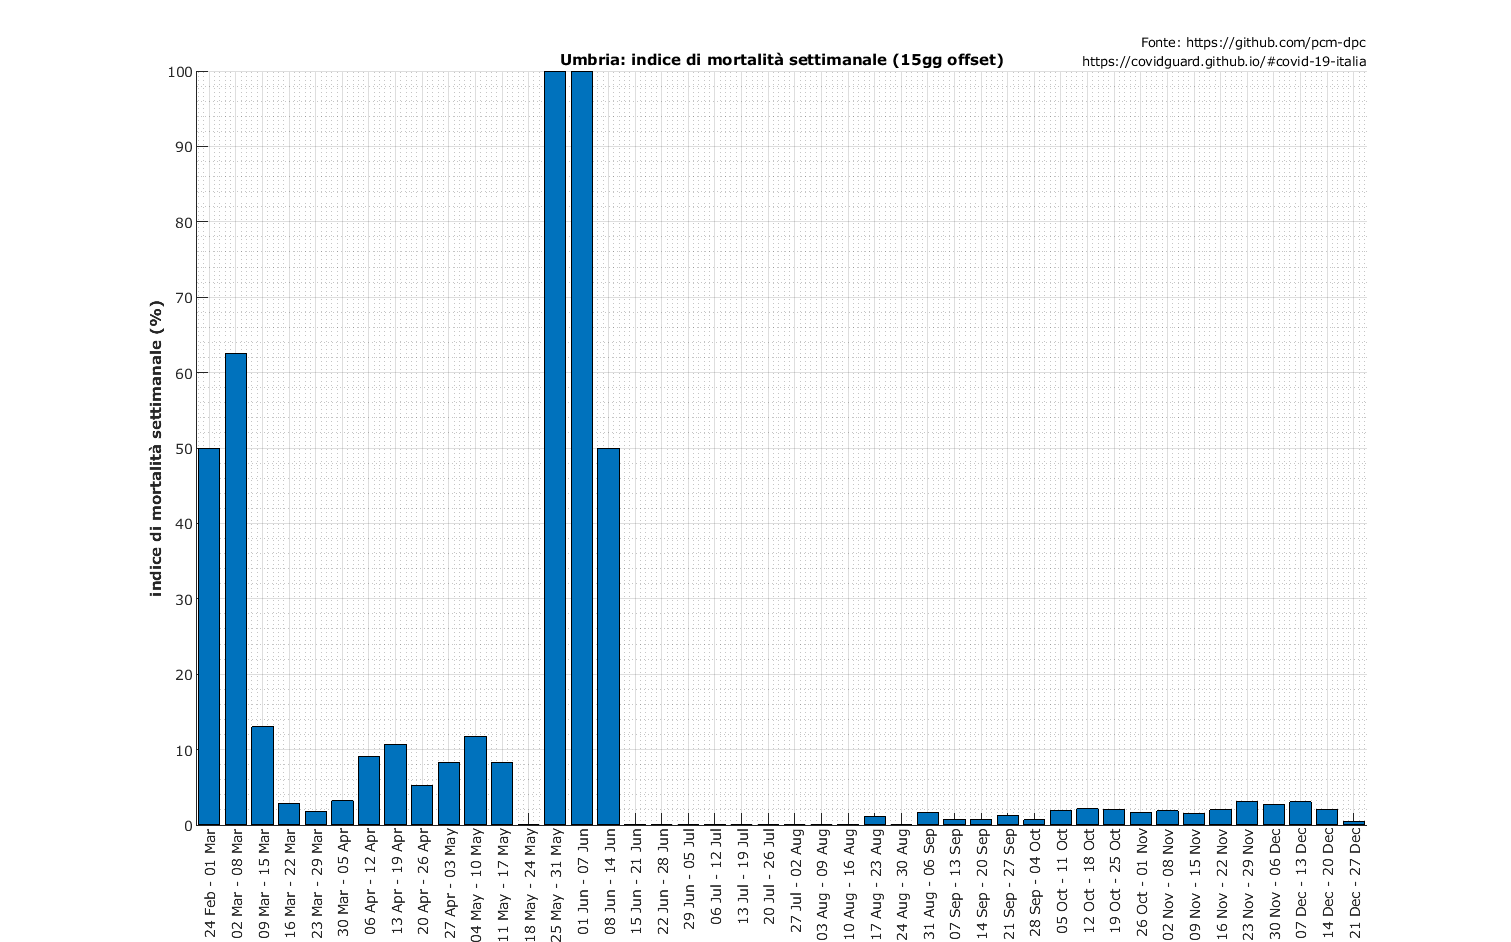 Fonte: https://github.com/pcm-dpc
Umbria: indice di mortalità settimanale (15gg offset)
https://covidguard.github.io/#covid-19-italia
indice di mortalità settimanale (%)
100
90
80
70
60
50
40
30
20
10
0
24 Feb - 01 Mar
02 Mar - 08 Mar
09 Mar - 15 Mar
16 Mar - 22 Mar
23 Mar - 29 Mar
30 Mar - 05 Apr
06 Apr - 12 Apr
13 Apr - 19 Apr
20 Apr - 26 Apr
27 Apr - 03 May
04 May - 10 May
11 May - 17 May
18 May - 24 May
25 May - 31 May
01 Jun - 07 Jun
08 Jun - 14 Jun
15 Jun - 21 Jun
22 Jun - 28 Jun
29 Jun - 05 Jul
06 Jul - 12 Jul
13 Jul - 19 Jul
20 Jul - 26 Jul
27 Jul - 02 Aug
03 Aug - 09 Aug
10 Aug - 16 Aug
17 Aug - 23 Aug
24 Aug - 30 Aug
31 Aug - 06 Sep
07 Sep - 13 Sep
14 Sep - 20 Sep
21 Sep - 27 Sep
28 Sep - 04 Oct
05 Oct - 11 Oct
12 Oct - 18 Oct
19 Oct - 25 Oct
26 Oct - 01 Nov
02 Nov - 08 Nov
09 Nov - 15 Nov
16 Nov - 22 Nov
23 Nov - 29 Nov
30 Nov - 06 Dec
07 Dec - 13 Dec
14 Dec - 20 Dec
21 Dec - 27 Dec